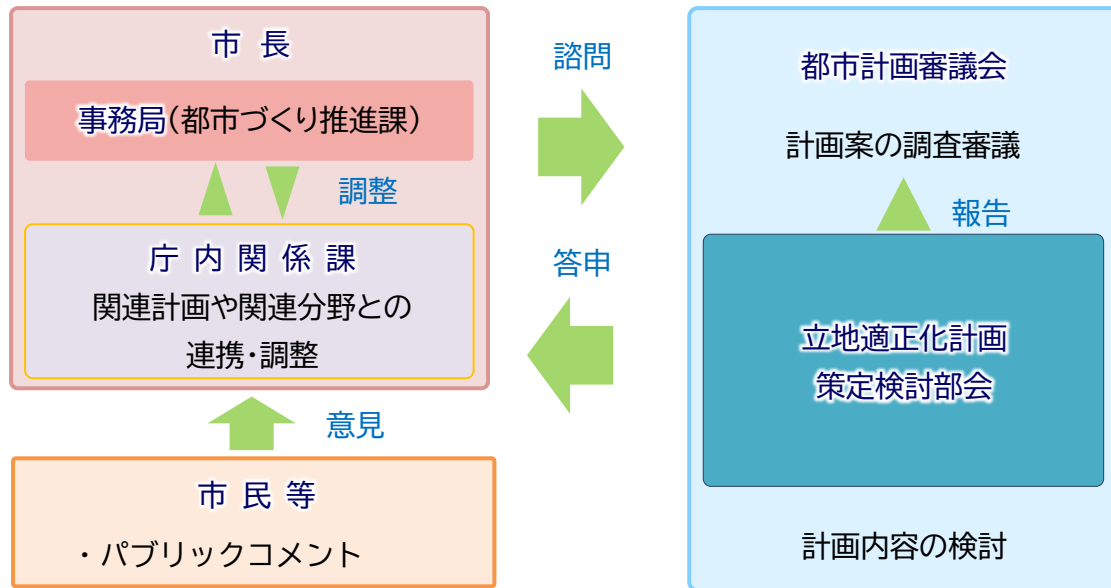 市 長
事務局(都市づくり推進課)
調整
庁 内 関 係 課
関連計画や関連分野との
連携・調整
意見
市 民 等
・パブリックコメント
諮問
答申
都市計画審議会
計画案の調査審議
報告
立地適正化計画
策定検討部会
計画内容の検討